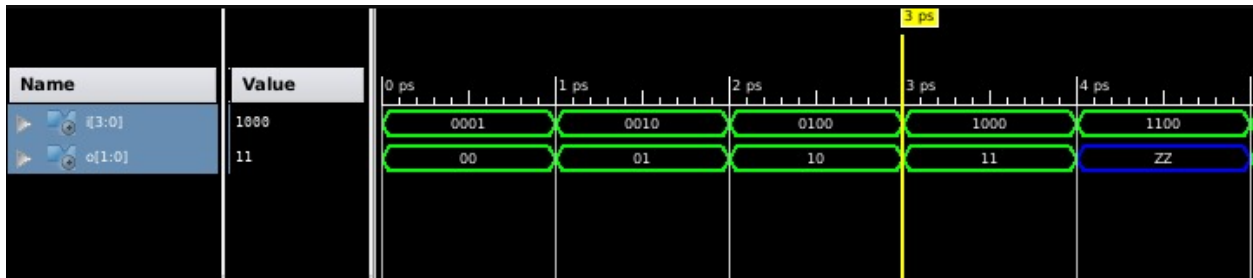 3 ps
Name Value 0 ps 1 ps 2 ps 3 ps 4 ps
i[3:0] 1000 0001 0010 0100 1000 1100
o[1:0] 11 00 01 10 11 ZZ